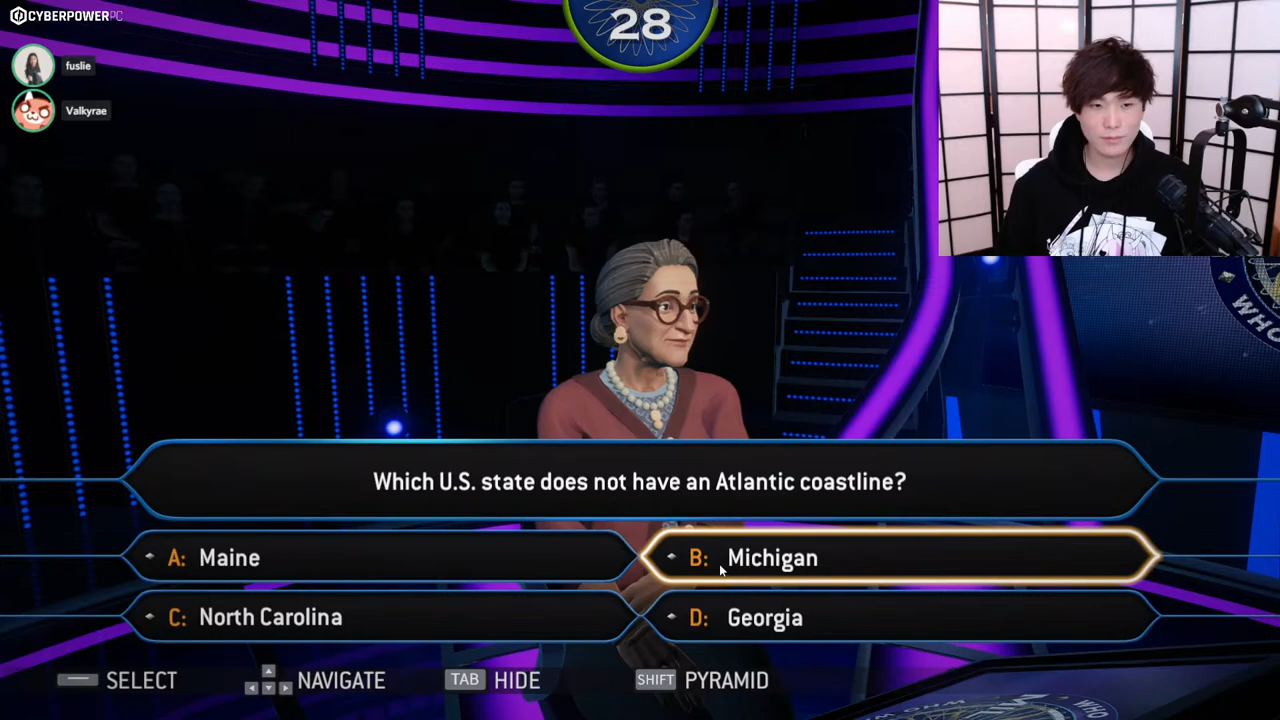 CYBERPOWERPC
28
fuslie
Valkyrae
WHO
Which U.S. state does not have an Atlantic coastline?
A: Maine
B: Michigan
C: North Carolina
D: Georgia
SELECT
NAVIGATE
TAB HIDE
SHIFT PYRAMID